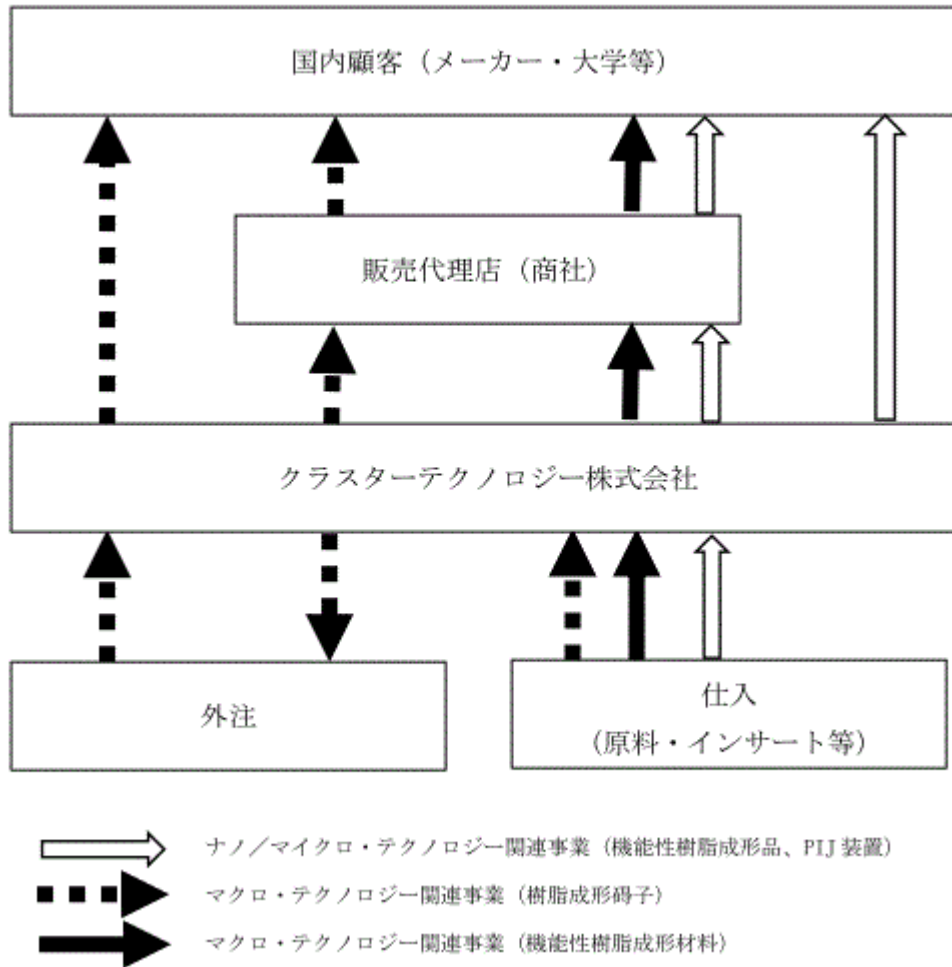 国内顧客（メーカー・大学等）
販売代理店（商社）
クラスターテクノロジー株式会社
外注
仕入
（原料・インサート等）
ナノ／マイクロ・テクノロジー関連事業（機能性樹脂成形品、PIJ 装置）
マクロ・テクノロジー関連事業（樹脂成形碍子）
マクロ・テクノロジー関連事業（機能性樹脂成形材料）